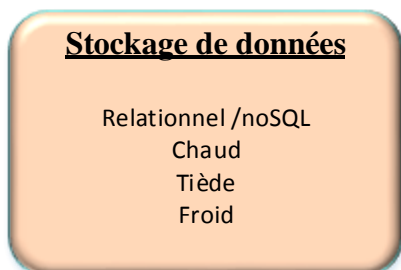 Stockage de données
Relationnel /noSQL
Chaud
Tiède
Froid